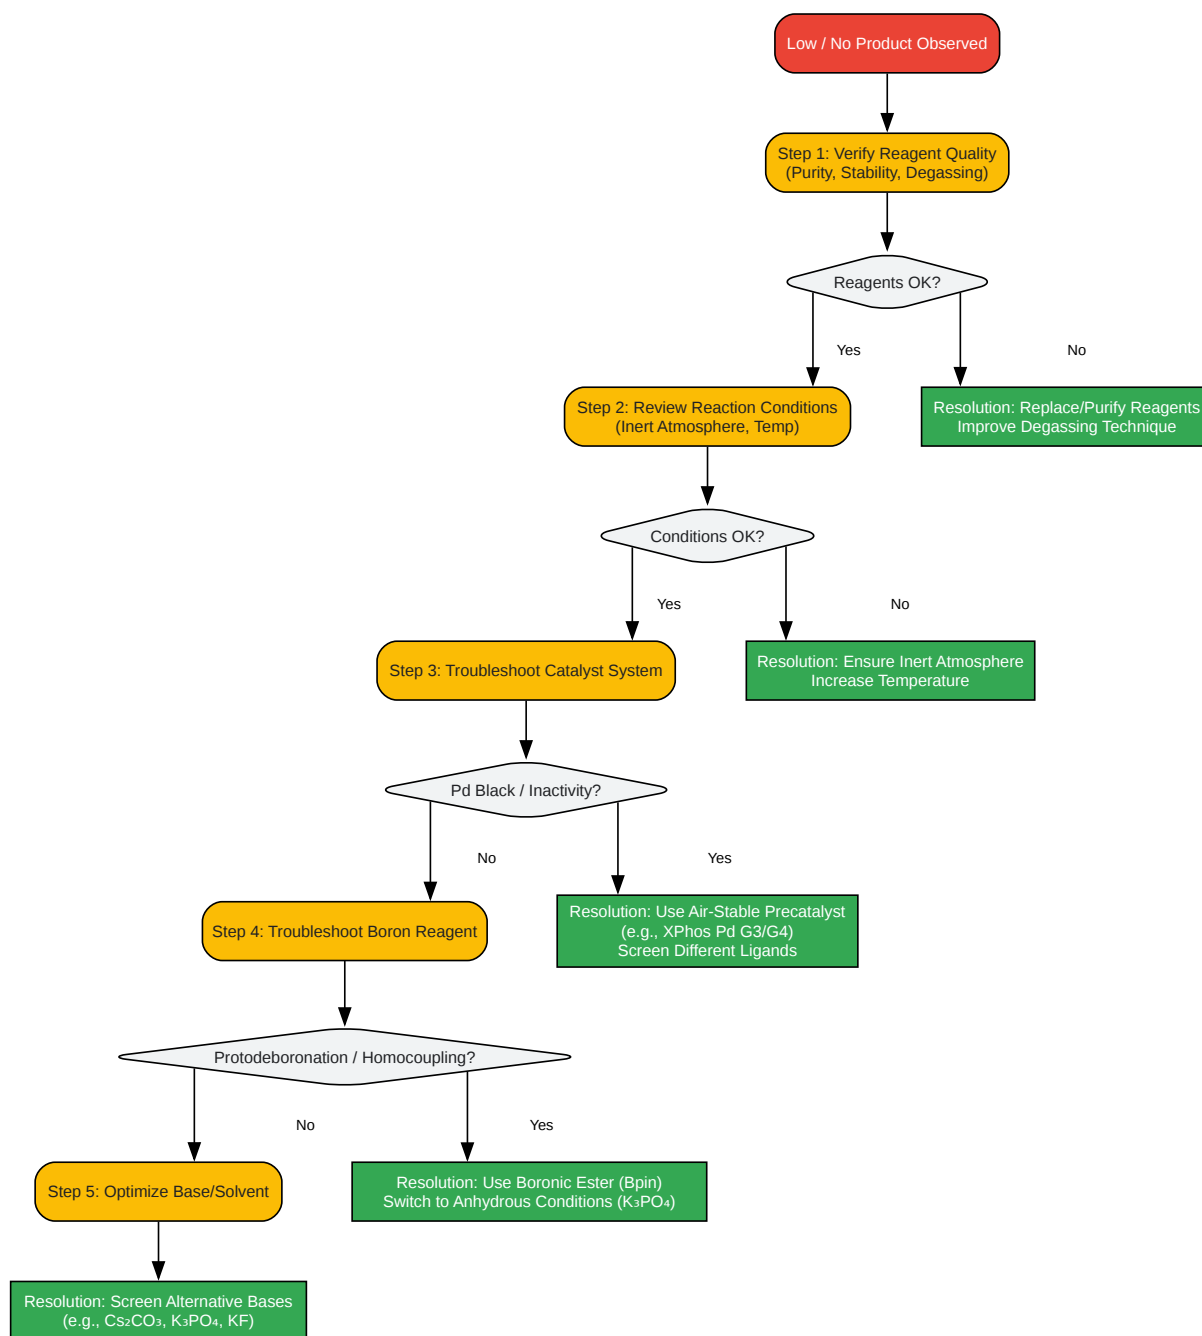 Low / No Product Observed
Step 1: Verify Reagent Quality
(Purity, Stability, Degassing)
Reagents OK?
Yes
No
Step 2: Review Reaction Conditions
(Inert Atmosphere, Temp)
Resolution: Replace/Purify Reagents
Improve Degassing Technique
Conditions OK?
Yes
No
Step 3: Troubleshoot Catalyst System
Resolution: Ensure Inert Atmosphere
Increase Temperature
Pd Black / Inactivity?
No
Yes
Step 4: Troubleshoot Boron Reagent
Resolution: Use Air-Stable Precatalyst
(e.g., XPhos Pd G3/G4)
Screen Different Ligands
Protodeboronation / Homocoupling?
No
Yes
Step 5: Optimize Base/Solvent
Resolution: Use Boronic Ester (Bpin)
Switch to Anhydrous Conditions (K₃PO₄)
Resolution: Screen Alternative Bases
(e.g., Cs₂CO₃, K₃PO₄, KF)